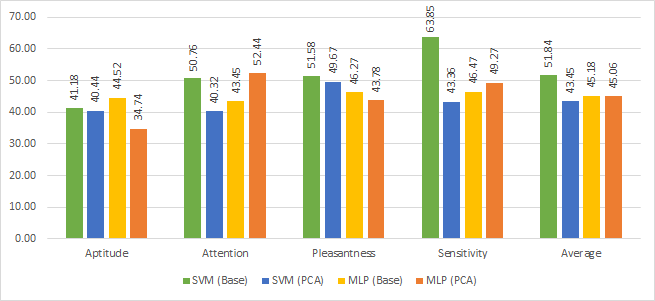 70.00
60.00
50.00
40.00
30.00
20.00
10.00
0.00
41.18 40.44 44.52 34.74
50.76 40.32 43.45 52.44
51.58 49.67 46.27 43.78
63.85 43.36 46.47 49.27
51.84 43.45 45.18 45.06
Aptitude Attention Pleasantness Sensitivity Average
SVM (Base) SVM (PCA) MLP (Base) MLP (PCA)